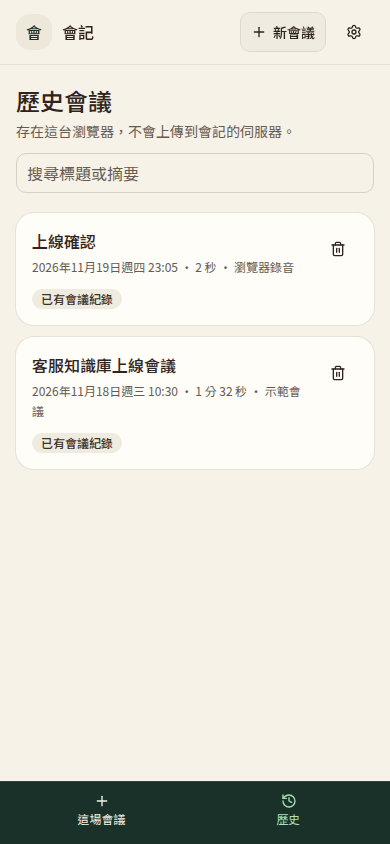 會 會記
新會議
歷史會議
存在這台瀏覽器，不會上傳到會記的伺服器。
搜尋標題或摘要
上線確認
2026年11月19日週四 23:05 ・ 2 秒 ・ 瀏覽器錄音
已有會議紀錄
客服知識庫上線會議
2026年11月18日週三 10:30 ・ 1 分 32 秒 ・ 示範會
議
已有會議紀錄
這場會議
歷史